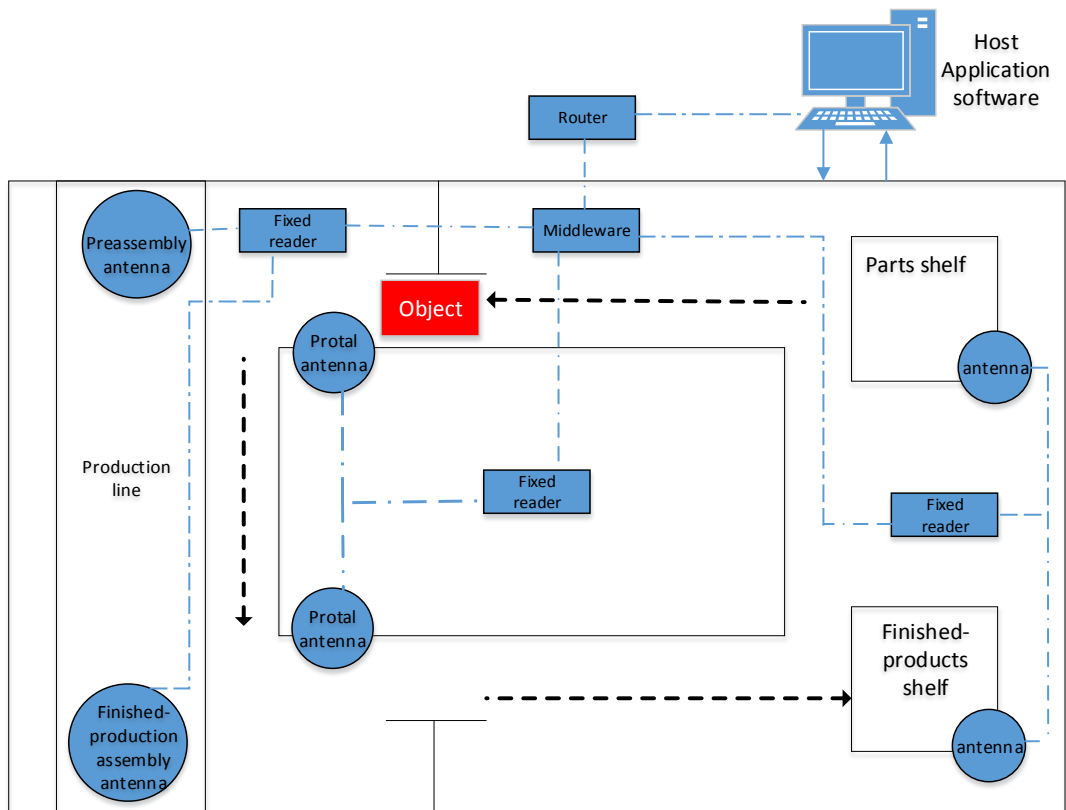 Host
Application
software
Router
Preassembly
antenna
Fixed
reader
Middleware
Parts shelf
Object
Protal
antenna
antenna
Production
line
Fixed
reader
Fixed
reader
Protal
antenna
Finished-
products
shelf
Finished-
production
assembly
antenna
antenna